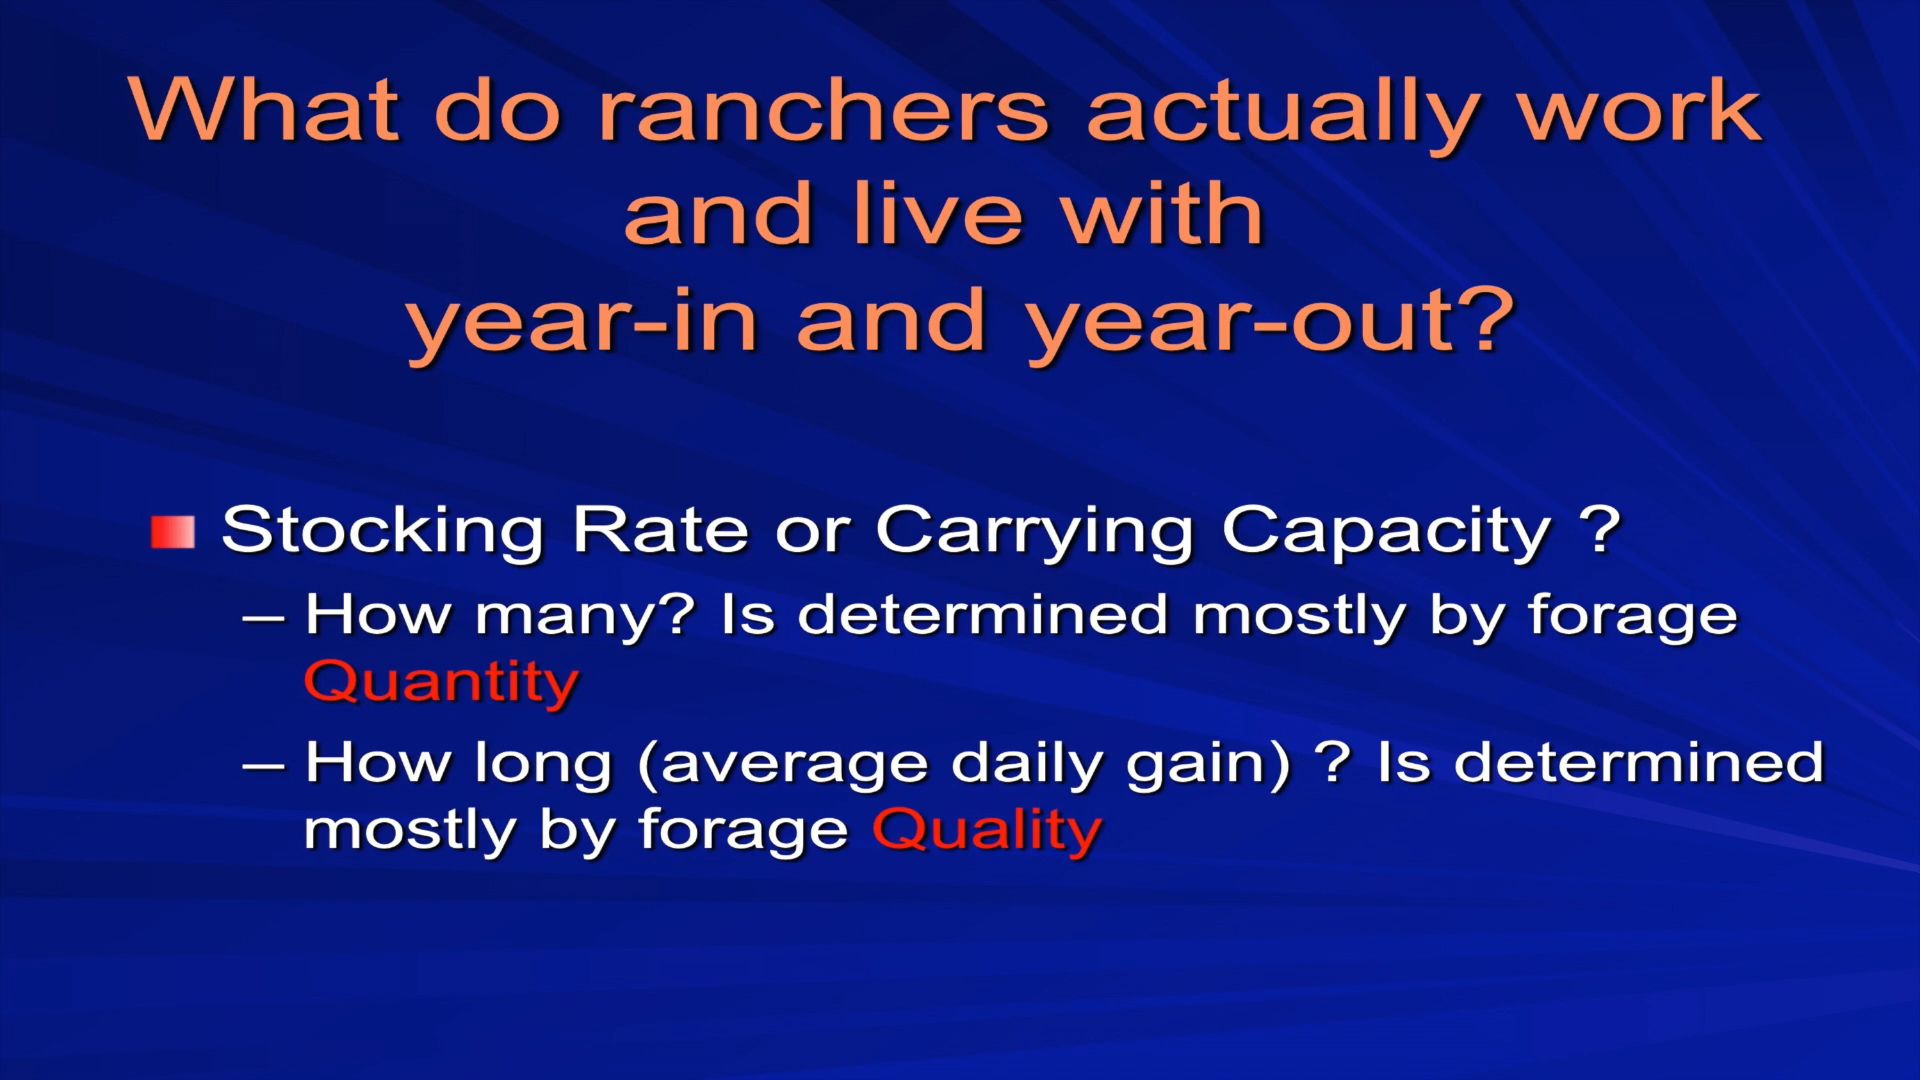 What do ranchers actually work
and live with
year-in and year-out?
Stocking Rate or Carrying Capacity ?
– How many? Is determined mostly by forage
Quantity
– How long (average daily gain) ? Is determined
mostly by forage Quality